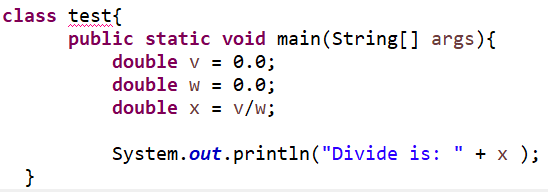 class test{
public static void main(String[] args){
double v = 0.0;
double w = 0.0;
double x = v/w;
System.out.println("Divide is: " + x );
}